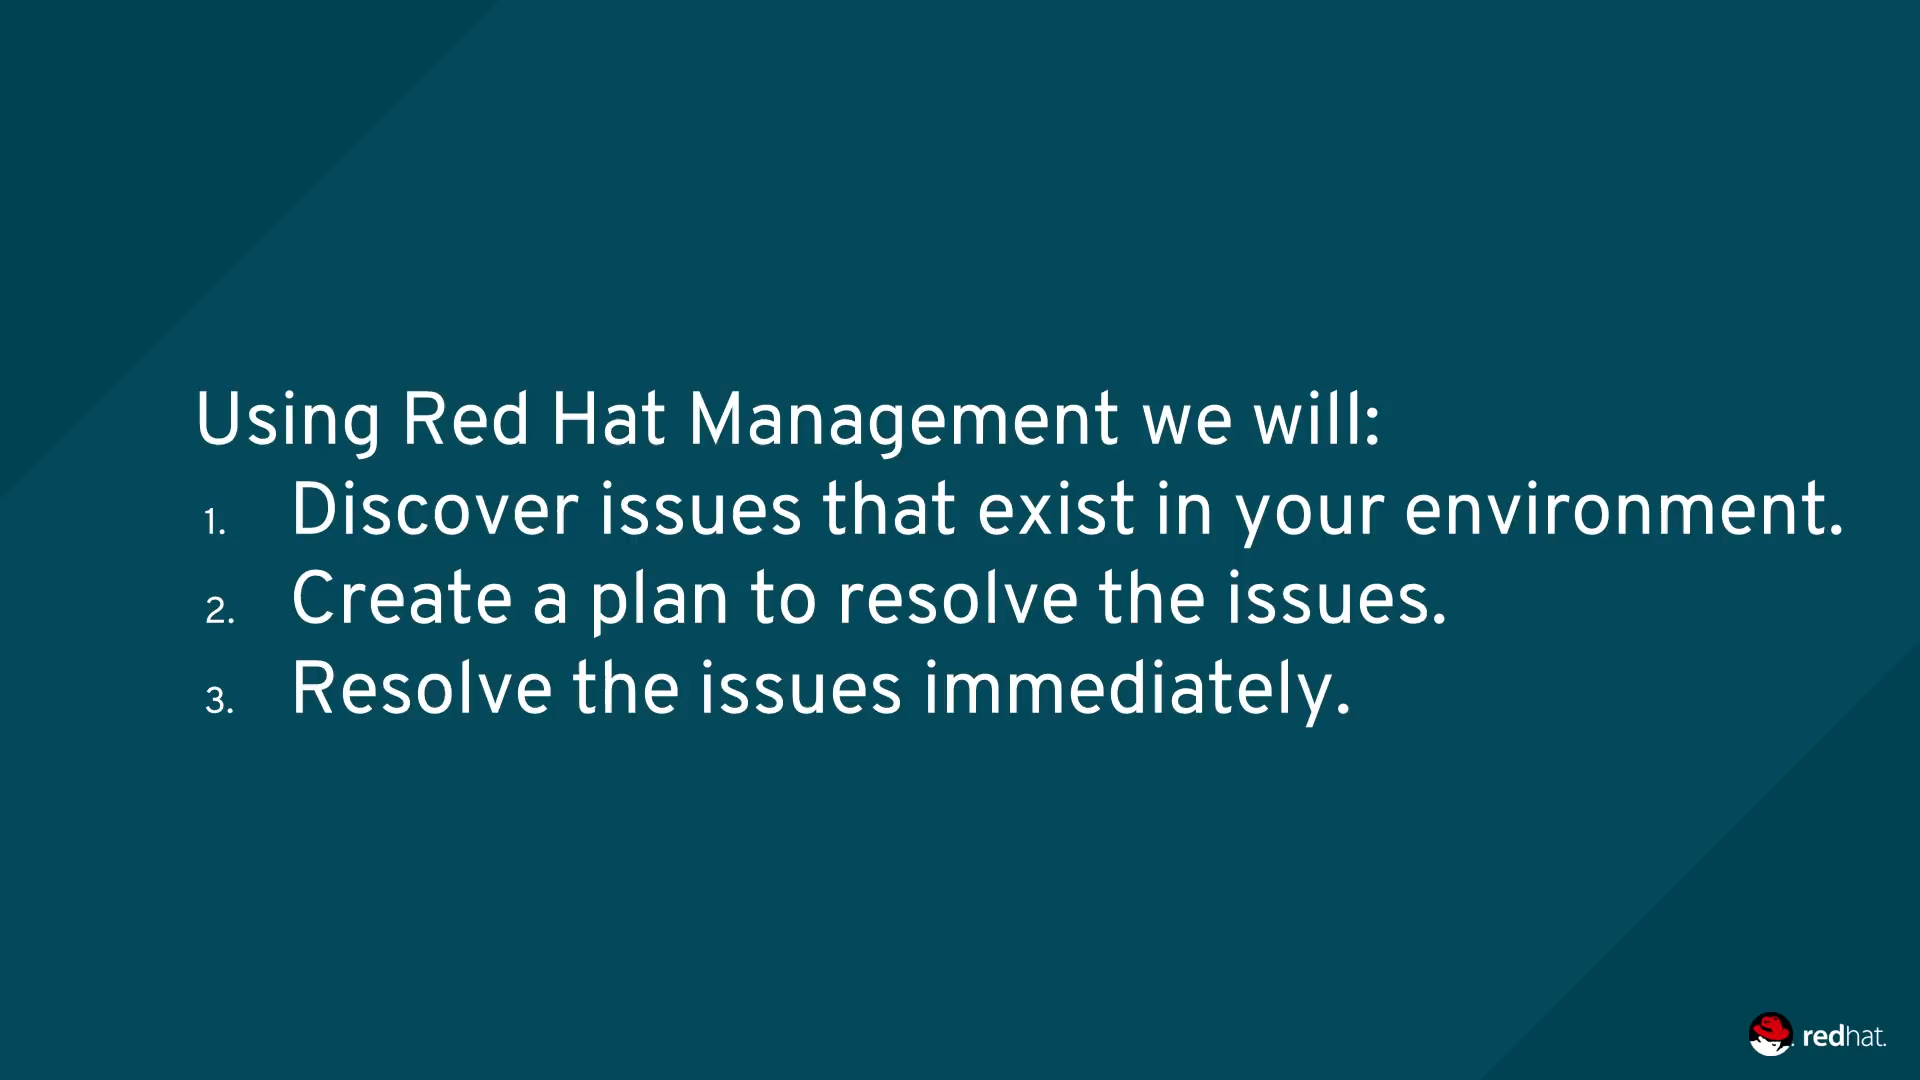 Using Red Hat Management we will:
1. Discover issues that exist in your environment.
2. Create a plan to resolve the issues.
3. Resolve the issues immediately.
redhat.